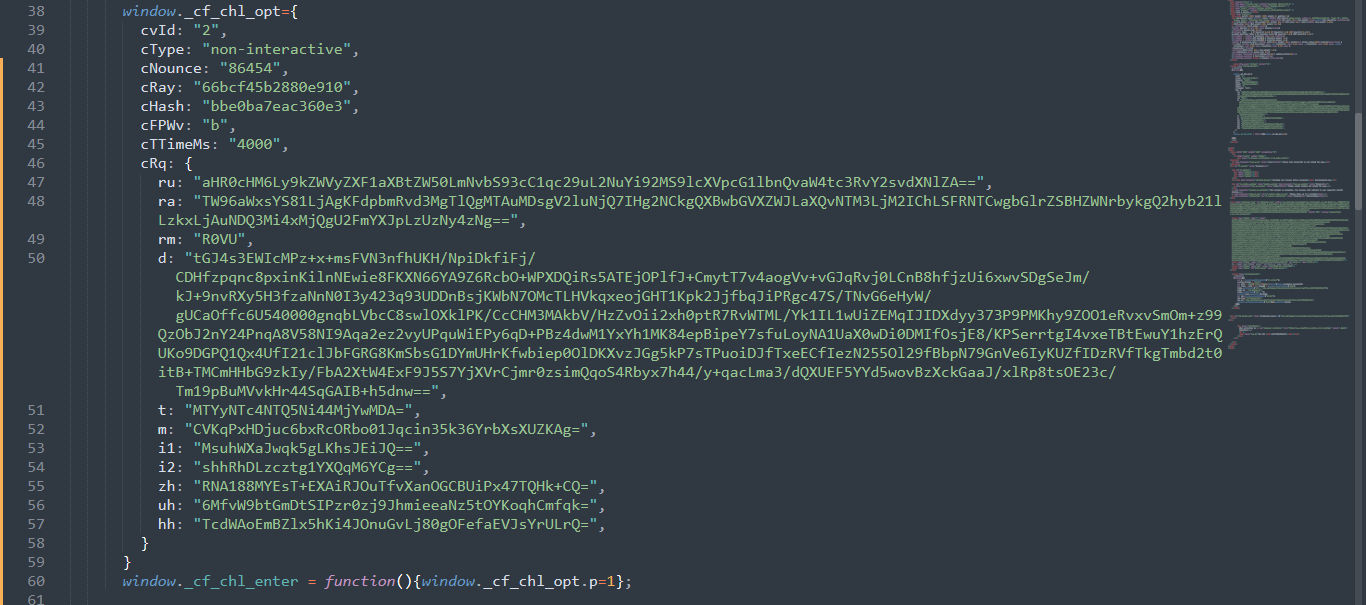 38 window._cf_chl_opt={
39 cvId: "2",
40 cType: "non-interactive",
41 cNounce: "86454",
42 cRay: "66bcf45b2880e910",
43 cHash: "bbe0ba7eac360e3",
44 cFPWv: "b",
45 cTTimeMs: "4000",
46 cRq: {
47 ru: "aHR0cHM6Ly9kZWVyZXF1aXBtZW50LmNvbS93cC1qc29uL2NuYi92MS9lcXVpcG1lbnQvaW4tc3RvY2svdXNlZA==",
48 ra: "TW96aWxsYS81LjAgKFdpbmRvd3MgTlQgMTAuMDsgV2luNjQ7IHg2NCkgQXBwbGVXZWJLaXQvNTM3LjM2IChLSFRNTCwgbGlrZSBHZWNrbykgQ2hyb21l
LzkxLjAuNDQ3Mi4xMjQgU2FmYXJpLzUzNy4zNg==",
49 rm: "R0VU",
50 d: "tGJ4s3EWIcMPz+x+msFVN3nfhUKH/NpiDkfiFj/
CDHfzpqnc8pxinKilnNEwie8FKXN66YA9Z6RcbO+WPXDQiRs5ATEjOPlfJ+CmytT7v4aogVv+vGJqRvj0LCnB8hfjzUi6xwvSDgSeJm/
kJ+9nvRXy5H3fzaNnN0I3y423q93UDDnBsjKWbN7OMcTLHVkqxeojGHT1Kpk2JjfbqJiPRgc47S/TNvG6eHyW/
gUCaOffc6U540000gnqbLVbcC8swlOXklPK/CcCHM3MAkbV/HzZvOii2xh0ptR7RvWTML/Yk1IL1wUiZEMqIJIDXdyy373P9PMKhy9ZOO1eRvxvSmOm+z99
QzObJ2nY24PnqA8V58NI9Aqa2ez2vyUPquWiEPy6qD+PBz4dwM1YxYh1MK84epBipeY7sfuLoyNA1UaX0wDi0DMIfOsjE8/KPSerrtgI4vxeTBtEwuY1hzErQ
UKo9DGPQ1Qx4UfI21clJbFGRG8KmSbsG1DYmUHrKfwbiep0OlDKXvzJGg5kP7sTPuoiDJfTxeECfIezN255Ol29fBbpN79GnVe6IyKUZfIDzRVfTkgTmbd2t0
itB+TMCmHHbG9zkIy/FbA2XtW4ExF9J5S7YjXVrCjmr0zsimQqoS4Rbyx7h44/y+qacLma3/dQXUEF5YYd5wovBzXckGaaJ/xlRp8tsOE23c/
Tm19pBuMVvkHr44SqGAIB+h5dnw==",
51 t: "MTYyNTc4NTQ5Ni44MjYwMDA=",
52 m: "CVKqPxHDjuc6bxRcORbo01Jqcin35k36YrbXsXUZKAg=",
53 i1: "MsuhWXaJwqk5gLKhsJEiJQ==",
54 i2: "shhRhDLzcztg1YXQqM6YCg==",
55 zh: "RNA188MYEsT+EXAiRJOuTfvXanOGCBUiPx47TQHk+CQ=",
56 uh: "6MfvW9btGmDtSIPzr0zj9JhmieeaNz5tOYKoqhCmfqk=",
57 hh: "TcdWAoEmBZlx5hKi4JOnuGvLj80gOFefaEVJsYrULrQ=",
58 }
59 }
60 window._cf_chl_enter = function(){window._cf_chl_opt.p=1};
61